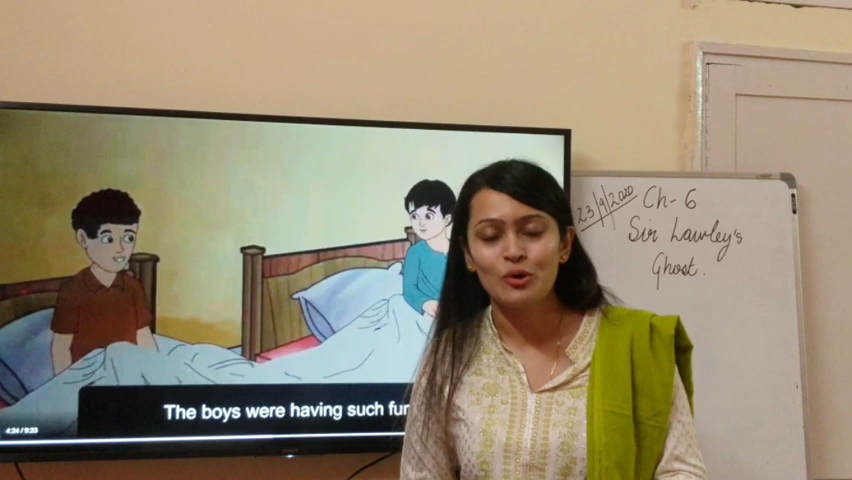 23/9/2020
Ch-6
Sir Lawley's
Ghost.
The boys were having such fun
4:24 / 9:23